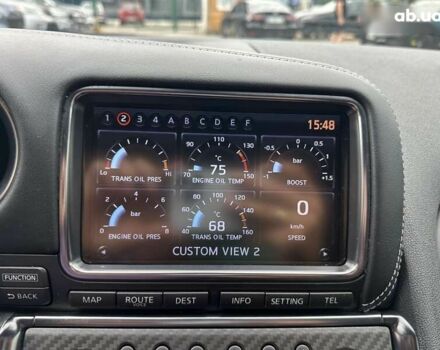 ab.ua
1 2 3 4 A B C D E F 15:48
Lo Hi
TRANS OIL PRES
70 90 110 130 150
°C
75
ENGINE OIL TEMP
-1 -0.5 0 0.5 1 +1.5
bar
BOOST
0 2 4 6 8
bar
ENGINE OIL PRES
40 60 80 100 120 140 160
°C
68
TRANS OIL TEMP
0
km/h
SPEED
CUSTOM VIEW 2
FUNCTION
BACK
MAP
ROUTE
VOICE
DEST
INFO
SETTING
TEL